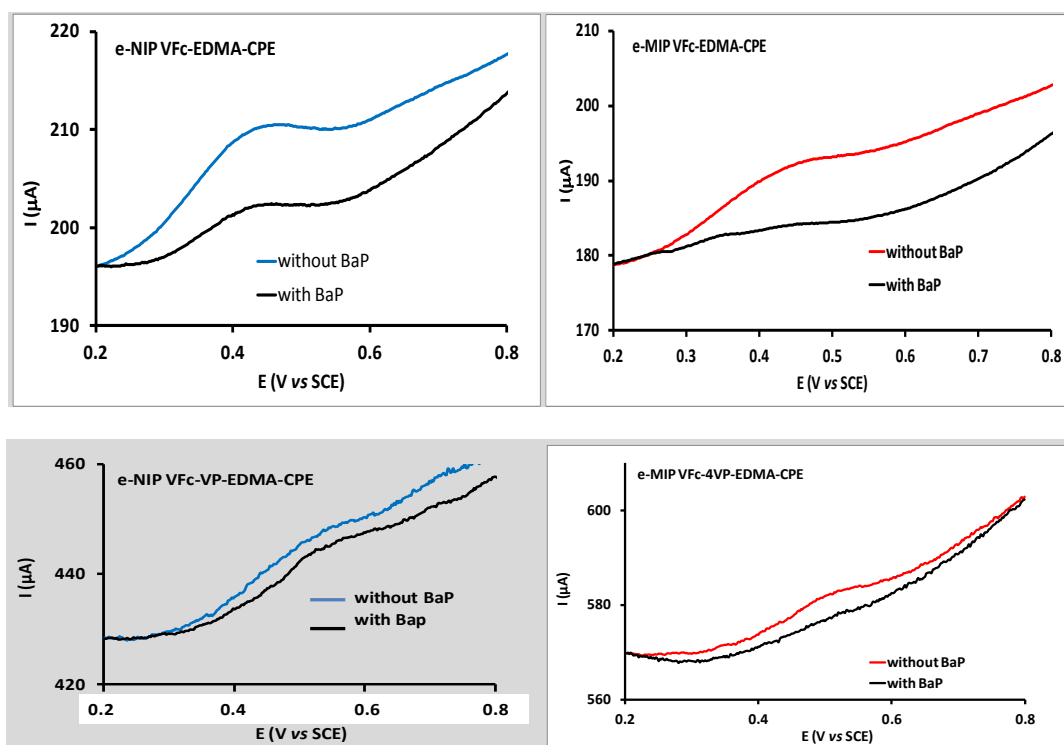 e-NIP VFc-EDMA-CPE
220
210
200
190
I (µA)
without BaP
with BaP
0.2 0.4 0.6 0.8
E (V vs SCE)
e-MIP VFc-EDMA-CPE
210
200
190
180
170
I (µA)
without BaP
with BaP
0.2 0.3 0.4 0.5 0.6 0.7 0.8
E (V vs SCE)
e-NIP VFc-VP-EDMA-CPE
460
440
420
I (µA)
without BaP
with Bap
0.2 0.4 0.6 0.8
E (V vs SCE)
e-MIP VFc-4VP-EDMA-CPE
600
580
560
I (µA)
without BaP
with BaP
0.2 0.4 0.6 0.8
E (V vs SCE)